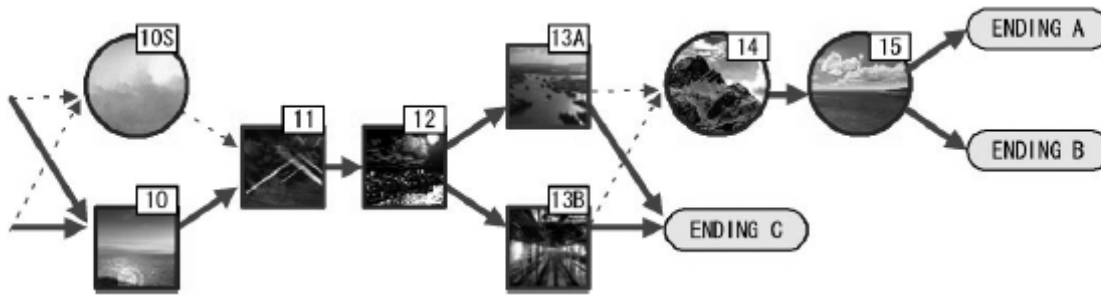 10S
10
11
12
13A
13B
14
15
ENDING A
ENDING B
ENDING C